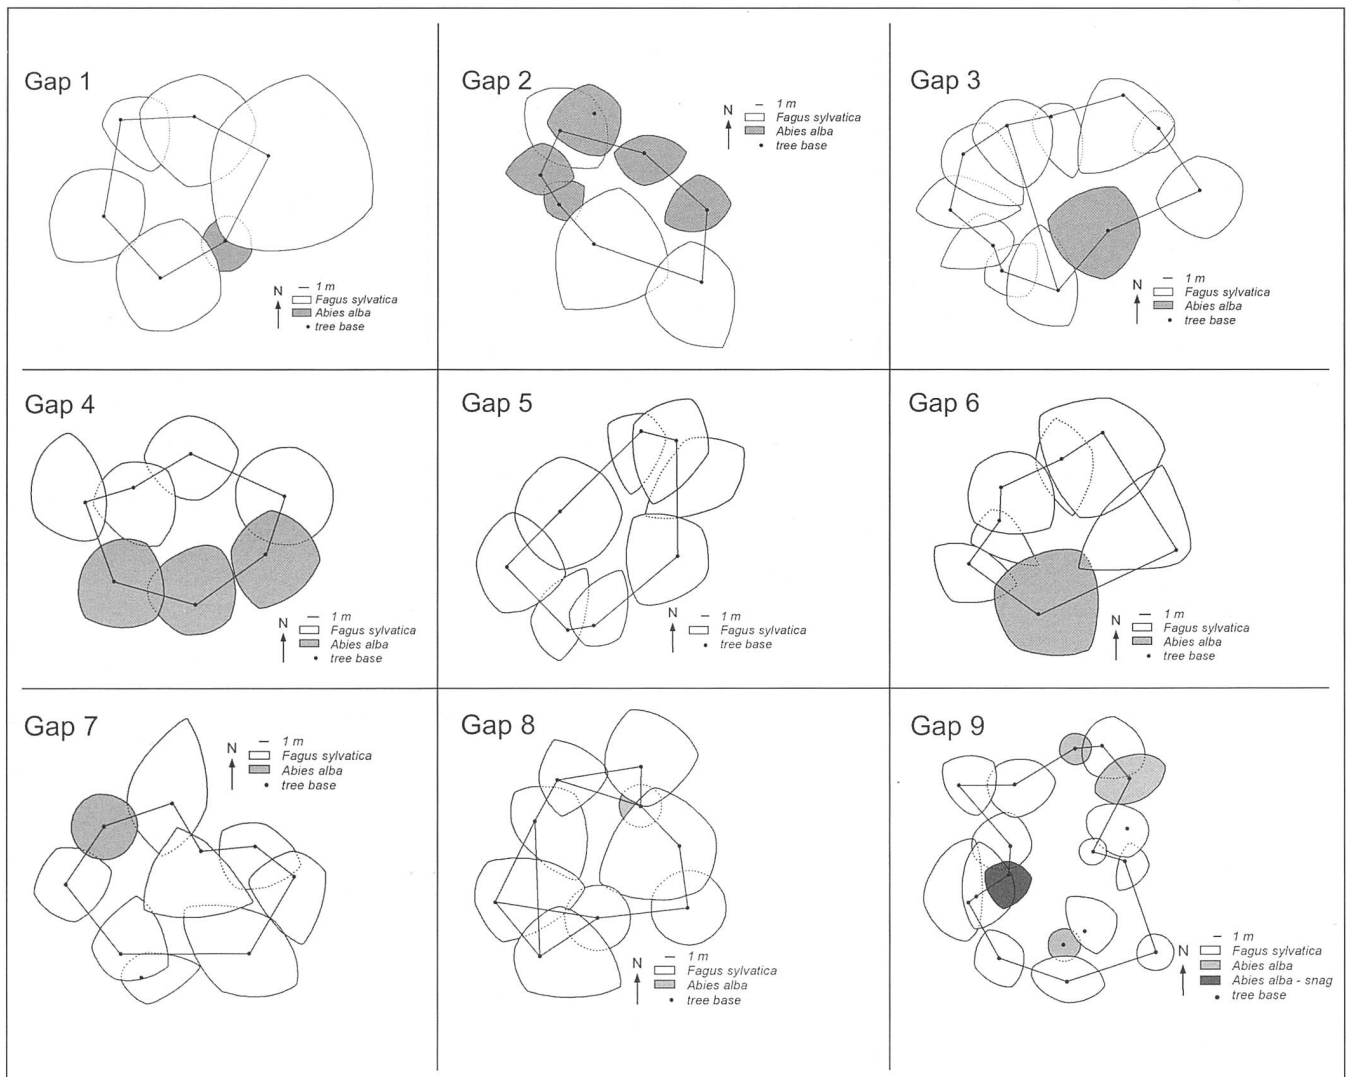 Gap 1
N
1 m
Fagus sylvatica
Abies alba
tree base
Gap 2
N
1 m
Fagus sylvatica
Abies alba
tree base
Gap 3
N
1 m
Fagus sylvatica
Abies alba
tree base
Gap 4
N
1 m
Fagus sylvatica
Abies alba
tree base
Gap 5
N
1 m
Fagus sylvatica
tree base
Gap 6
N
1 m
Fagus sylvatica
Abies alba
tree base
Gap 7
N
1 m
Fagus sylvatica
Abies alba
tree base
Gap 8
N
1 m
Fagus sylvatica
Abies alba
tree base
Gap 9
N
1 m
Fagus sylvatica
Abies alba
Abies alba - snag
tree base